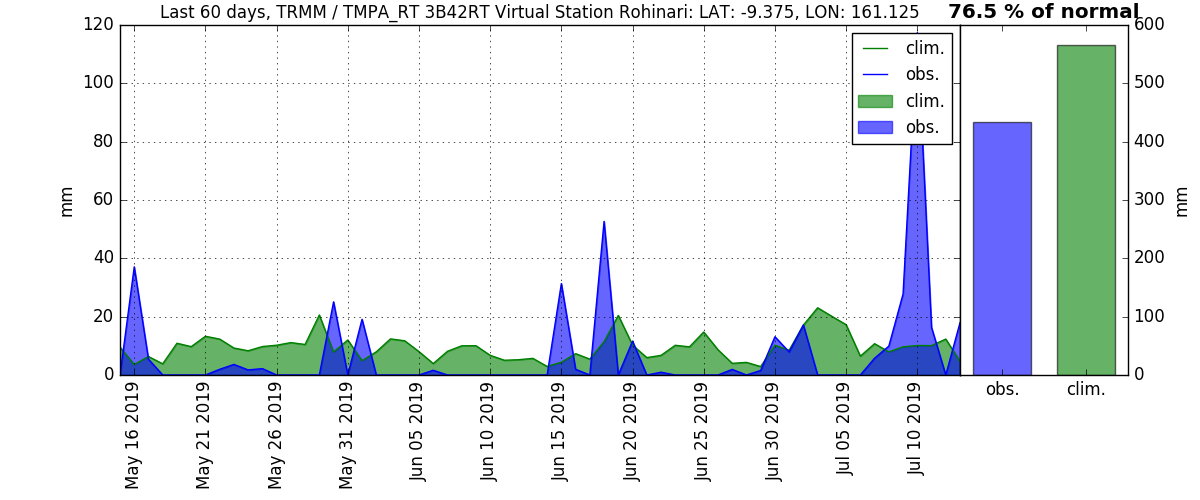 Last 60 days, TRMM / TMPA_RT 3B42RT Virtual Station Rohinari: LAT: -9.375, LON: 161.125
76.5 % of normal
120
100
80
60
40
20
0
mm
clim.
obs.
clim.
obs.
May 16 2019
May 21 2019
May 26 2019
May 31 2019
Jun 05 2019
Jun 10 2019
Jun 15 2019
Jun 20 2019
Jun 25 2019
Jun 30 2019
Jul 05 2019
Jul 10 2019
600
500
400
300
200
100
0
mm
obs.
clim.